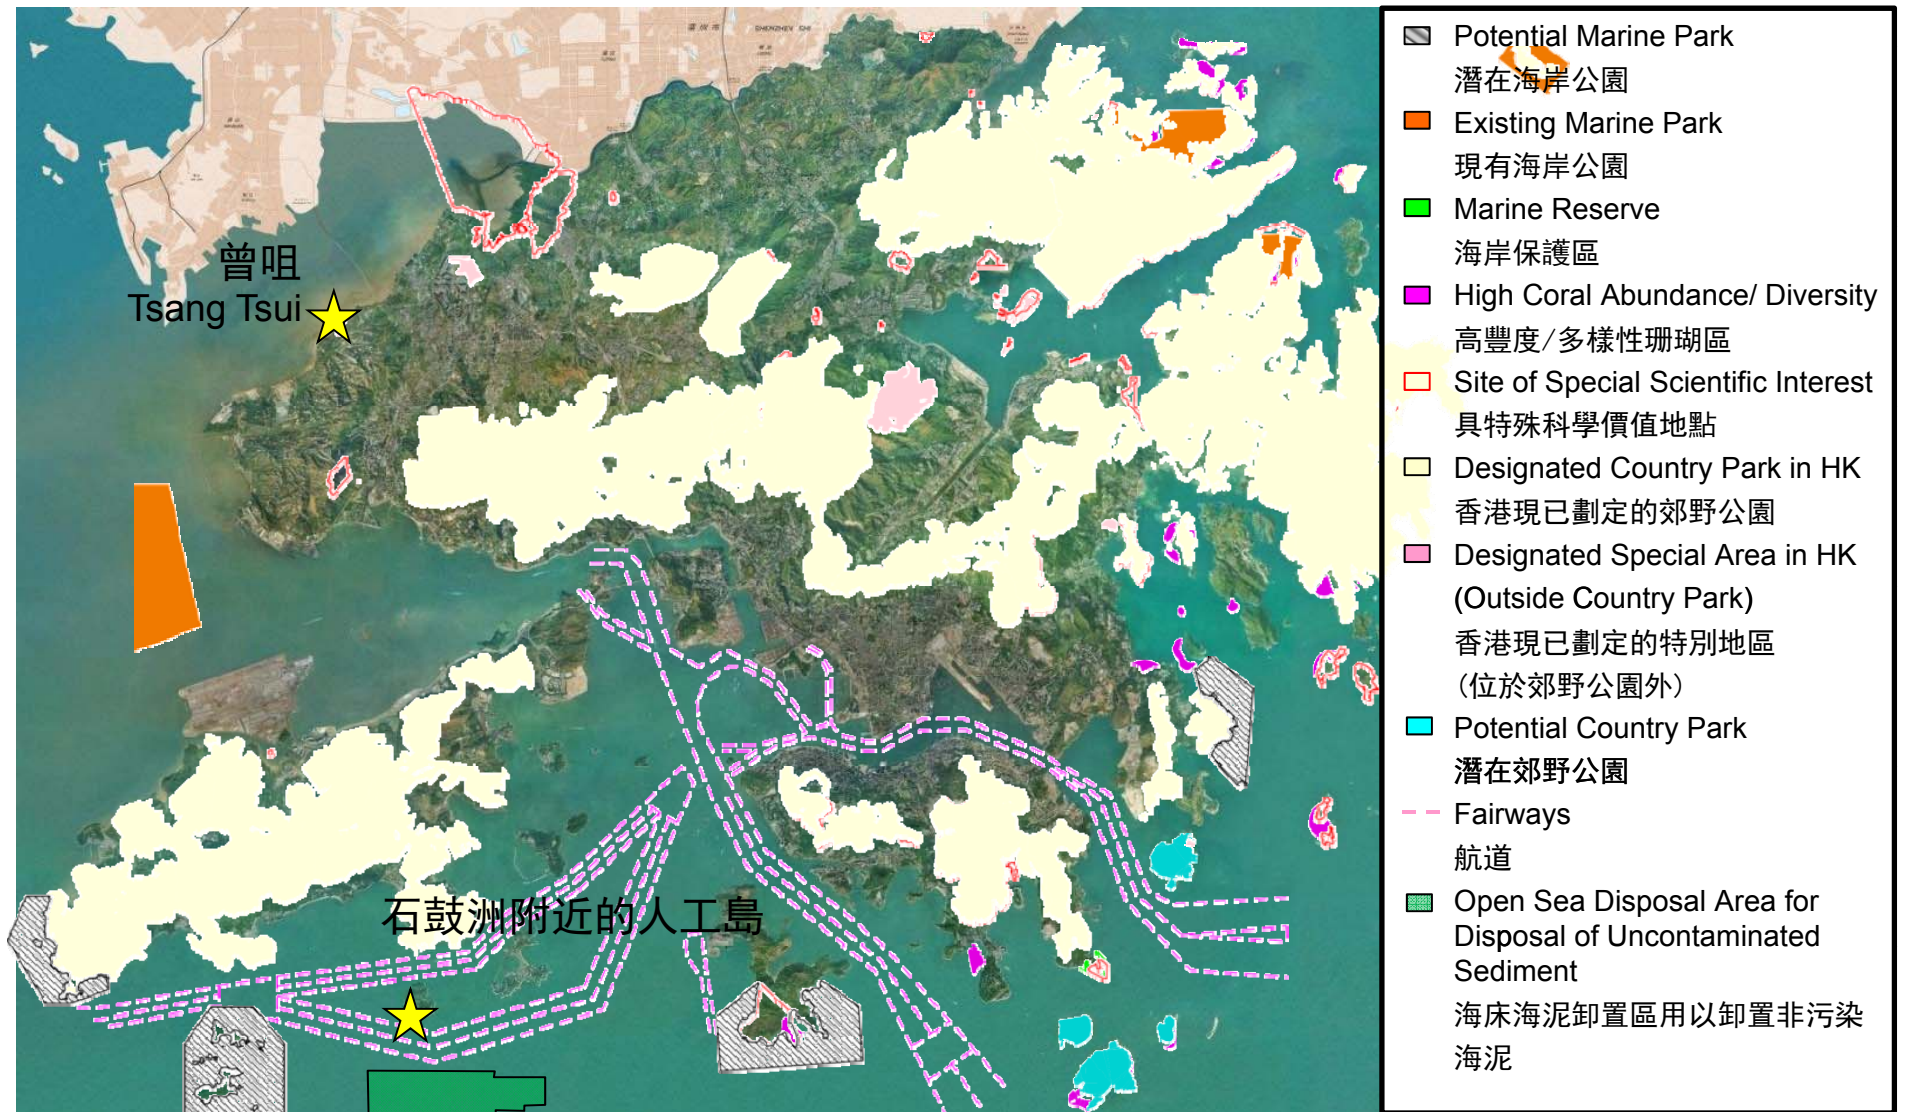 SHENZHEN SHI
曾咀
Tsang Tsui
石鼓洲附近的人工島
Potential Marine Park
潛在海岸公園
Existing Marine Park
現有海岸公園
Marine Reserve
海岸保護區
High Coral Abundance/ Diversity
高豐度/多樣性珊瑚區
Site of Special Scientific Interest
具特殊科學價值地點
Designated Country Park in HK
香港現已劃定的郊野公園
Designated Special Area in HK
(Outside Country Park)
香港現已劃定的特別地區
(位於郊野公園外)
Potential Country Park
潛在郊野公園
Fairways
航道
Open Sea Disposal Area for
Disposal of Uncontaminated
Sediment
海床海泥卸置區用以卸置非污染
海泥